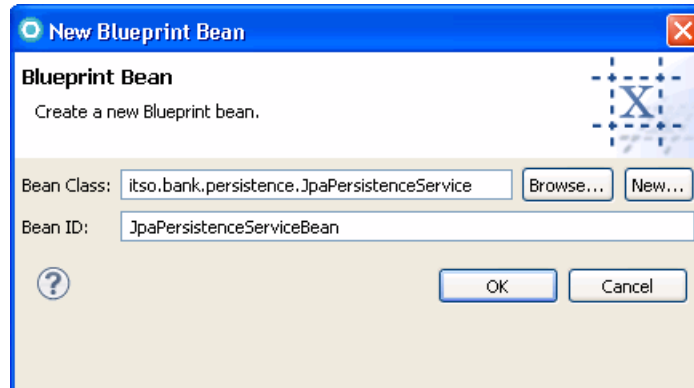 New Blueprint Bean
Blueprint Bean
Create a new Blueprint bean.
X
Bean Class: itso.bank.persistence.JpaPersistenceService Browse... New...
Bean ID: JpaPersistenceServiceBean
? OK Cancel